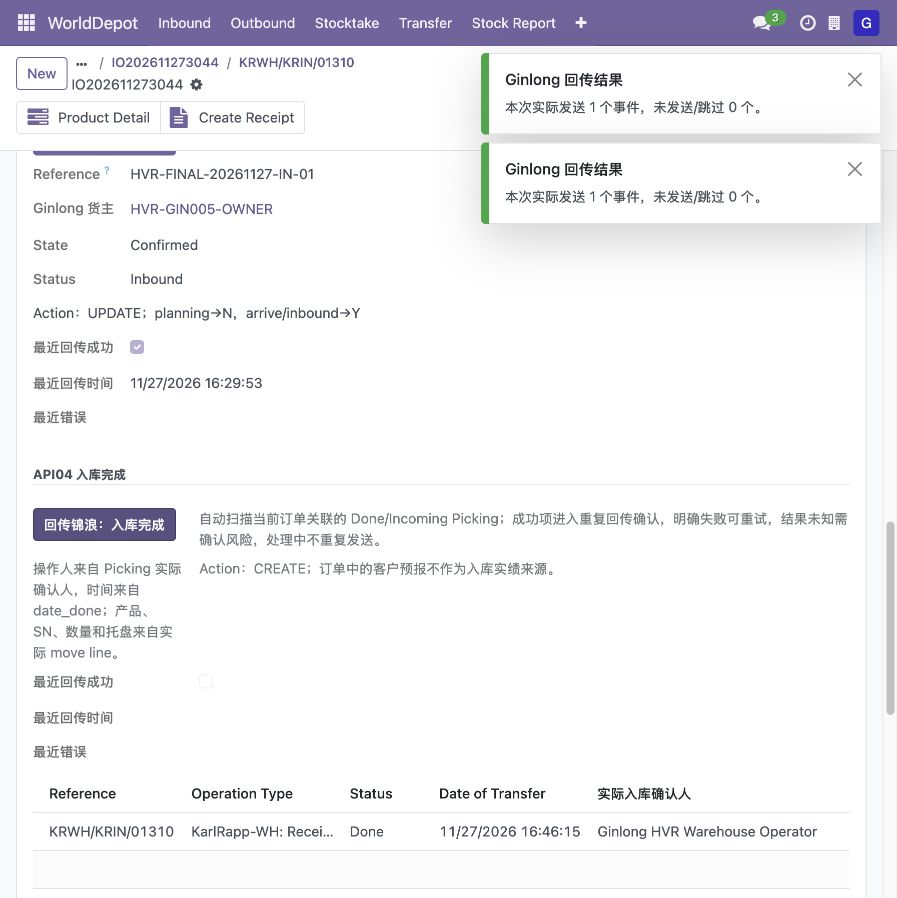 WorldDepot Inbound Outbound Stocktake Transfer Stock Report + 3 G
New ... / IO202611273044 / KRWH/KRIN/01310
IO202611273044
Product Detail Create Receipt
Ginlong 回传结果
本次实际发送 1 个事件，未发送/跳过 0 个。
Ginlong 回传结果
本次实际发送 1 个事件，未发送/跳过 0 个。
Reference ? HVR-FINAL-20261127-IN-01
Ginlong 货主 HVR-GIN005-OWNER
State Confirmed
Status Inbound
Action：UPDATE；planning→N，arrive/inbound→Y
最近回传成功
最近回传时间 11/27/2026 16:29:53
最近错误
API04 入库完成
回传锦浪：入库完成
自动扫描当前订单关联的 Done/Incoming Picking；成功项进入重复回传确认，明确失败可重试，结果未知需
确认风险，处理中不重复发送。
操作人来自 Picking 实际
确认人，时间来自
date_done；产品、
SN、数量和托盘来自实
际 move line。
Action：CREATE；订单中的客户预报不作为入库实绩来源。
最近回传成功
最近回传时间
最近错误
Reference Operation Type Status Date of Transfer 实际入库确认人
KRWH/KRIN/01310 KarlRapp-WH: Recei... Done 11/27/2026 16:46:15 Ginlong HVR Warehouse Operator